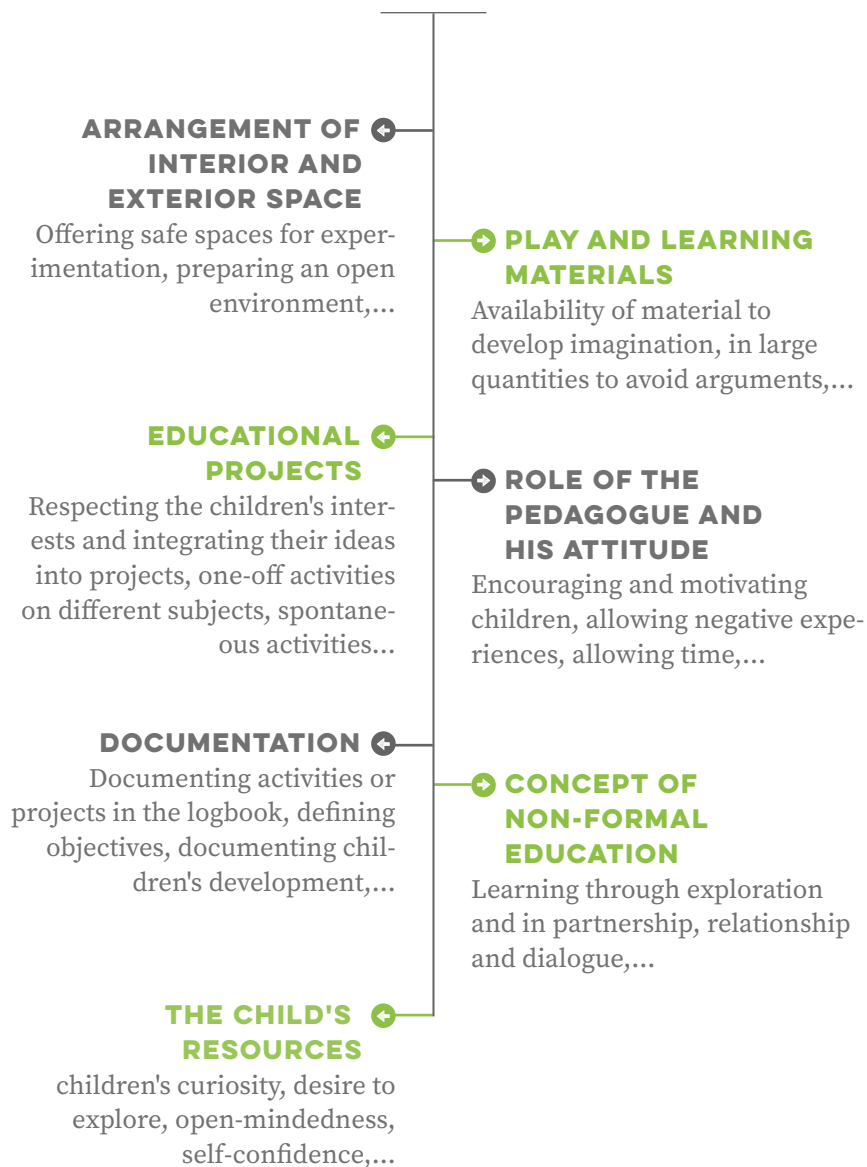 ARRANGEMENT OF
INTERIOR AND
EXTERIOR SPACE
Offering safe spaces for exper-
imentation, preparing an open
environment,...
PLAY AND LEARNING
MATERIALS
Availability of material to
develop imagination, in large
quantities to avoid arguments,...
EDUCATIONAL
PROJECTS
Respecting the children's inter-
ests and integrating their ideas
into projects, one-off activities
on different subjects, spontane-
ous activities...
ROLE OF THE
PEDAGOGUE AND
HIS ATTITUDE
Encouraging and motivating
children, allowing negative expe-
riences, allowing time,...
DOCUMENTATION
Documenting activities or
projects in the logbook, defining
objectives, documenting chil-
dren's development,...
CONCEPT OF
NON-FORMAL
EDUCATION
Learning through exploration
and in partnership, relationship
and dialogue,...
THE CHILD'S
RESOURCES
children's curiosity, desire to
explore, open-mindedness,
self-confidence,...